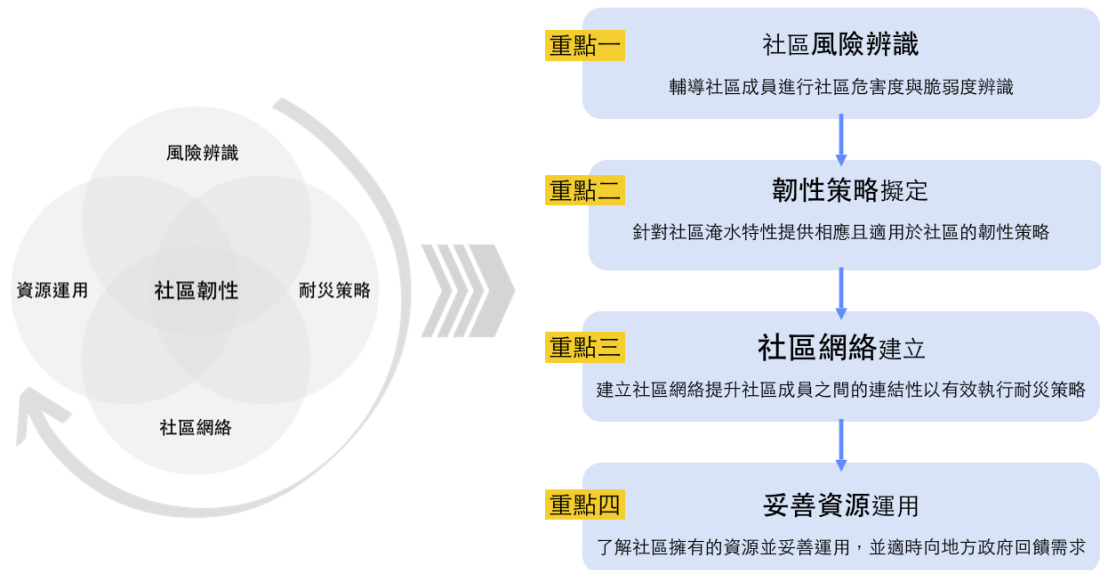 風險辨識
資源運用
社區韌性
耐災策略
社區網絡
重點一
社區風險辨識
輔導社區成員進行社區危害度與脆弱度辨識
重點二
韌性策略擬定
針對社區淹水特性提供相應且適用於社區的韌性策略
重點三
社區網絡建立
建立社區網絡提升社區成員之間的連結性以有效執行耐災策略
重點四
妥善資源運用
了解社區擁有的資源並妥善運用，並適時向地方政府回饋需求